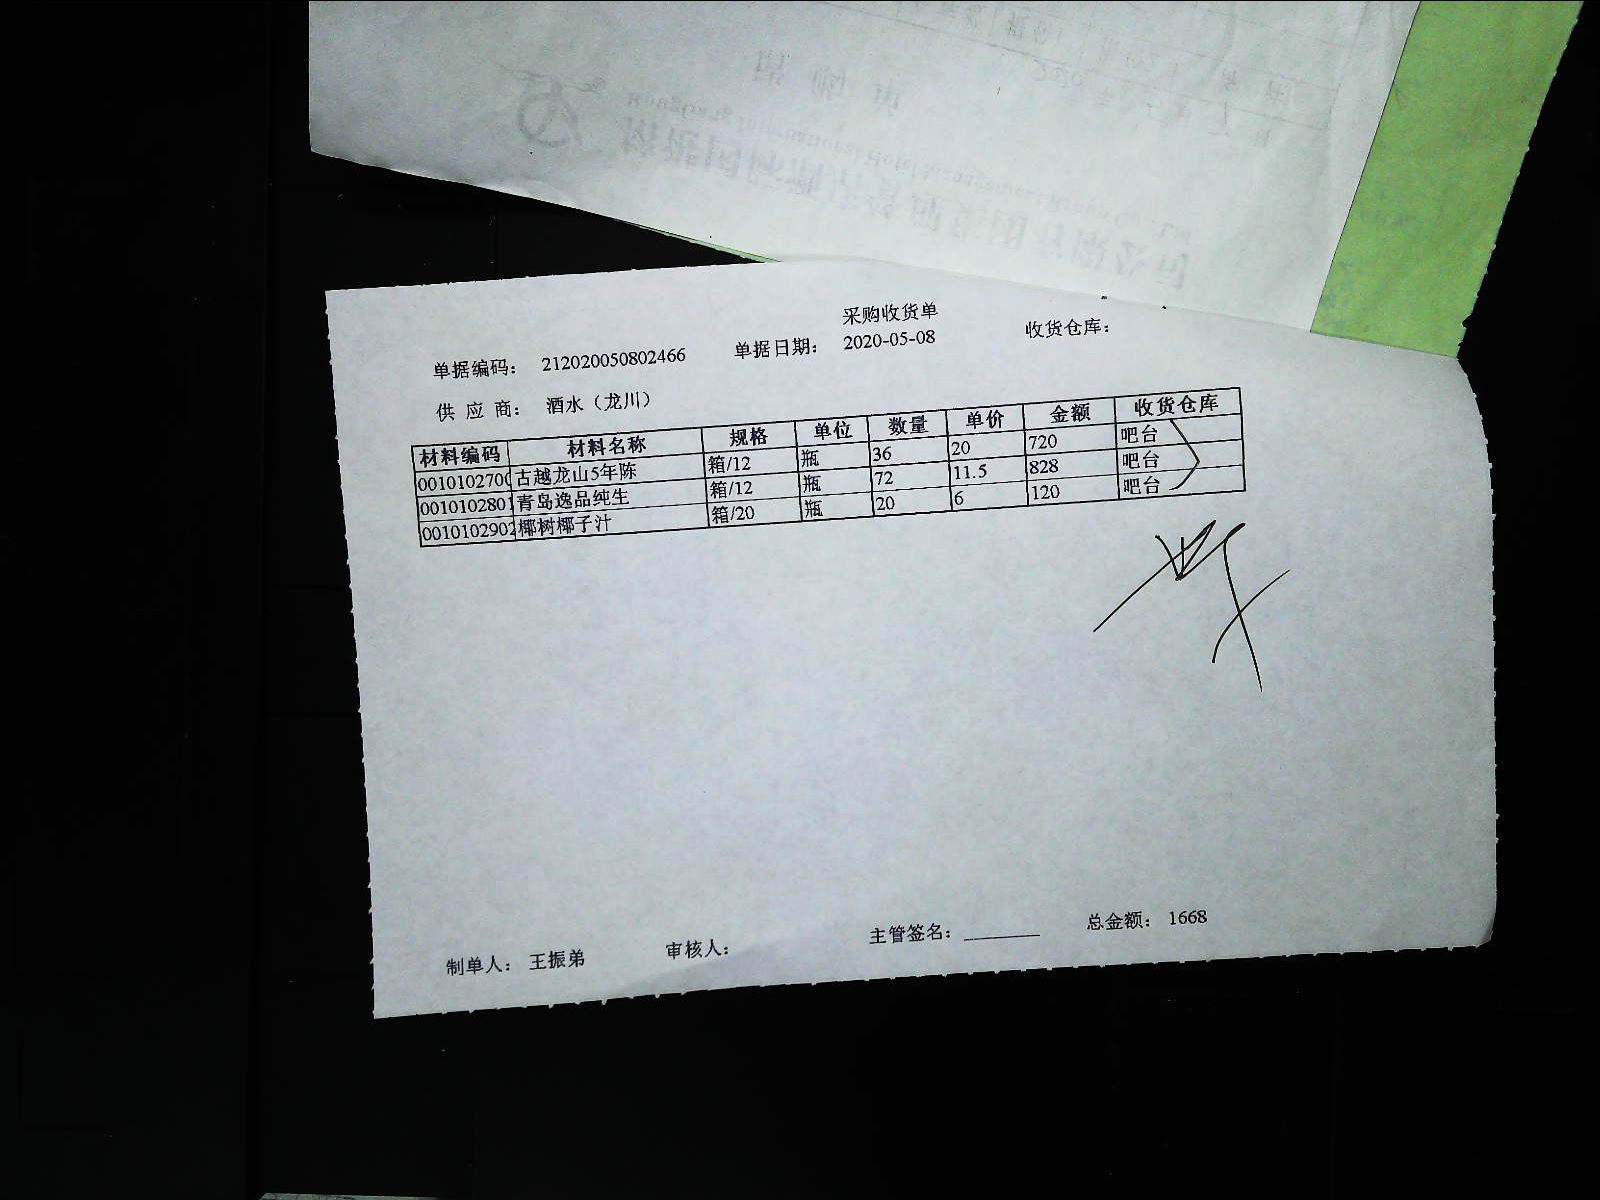 采购收货单
单据编码： 212020050802466 单据日期： 2020-05-08 收货仓库：
供 应 商： 酒水（龙川）
材料编码 材料名称 规格 单位 数量 单价 金额 收货仓库
0010102700 古越龙山5年陈 箱/12 瓶 36 20 720 吧台
0010102801 青岛逸品纯生 箱/12 瓶 72 11.5 828 吧台
0010102902 椰树椰子汁 箱/20 瓶 20 6 120 吧台
制单人： 王振弟 审核人： 主管签名： 总金额： 1668